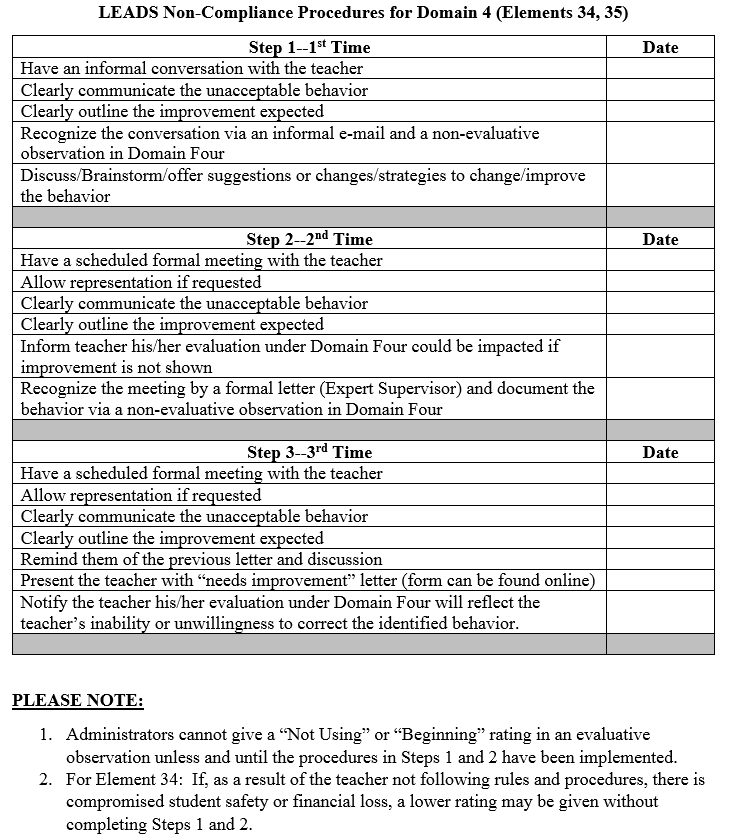 LEADS Non-Compliance Procedures for Domain 4 (Elements 34, 35)
Step 1--1st Time Date
Have an informal conversation with the teacher
Clearly communicate the unacceptable behavior
Clearly outline the improvement expected
Recognize the conversation via an informal e-mail and a non-evaluative
observation in Domain Four
Discuss/Brainstorm/offer suggestions or changes/strategies to change/improve
the behavior
Step 2--2nd Time Date
Have a scheduled formal meeting with the teacher
Allow representation if requested
Clearly communicate the unacceptable behavior
Clearly outline the improvement expected
Inform teacher his/her evaluation under Domain Four could be impacted if
improvement is not shown
Recognize the meeting by a formal letter (Expert Supervisor) and document the
behavior via a non-evaluative observation in Domain Four
Step 3--3rd Time Date
Have a scheduled formal meeting with the teacher
Allow representation if requested
Clearly communicate the unacceptable behavior
Clearly outline the improvement expected
Remind them of the previous letter and discussion
Present the teacher with “needs improvement” letter (form can be found online)
Notify the teacher his/her evaluation under Domain Four will reflect the
teacher’s inability or unwillingness to correct the identified behavior.
PLEASE NOTE:
1. Administrators cannot give a “Not Using” or “Beginning” rating in an evaluative
observation unless and until the procedures in Steps 1 and 2 have been implemented.
2. For Element 34: If, as a result of the teacher not following rules and procedures, there is
compromised student safety or financial loss, a lower rating may be given without
completing Steps 1 and 2.